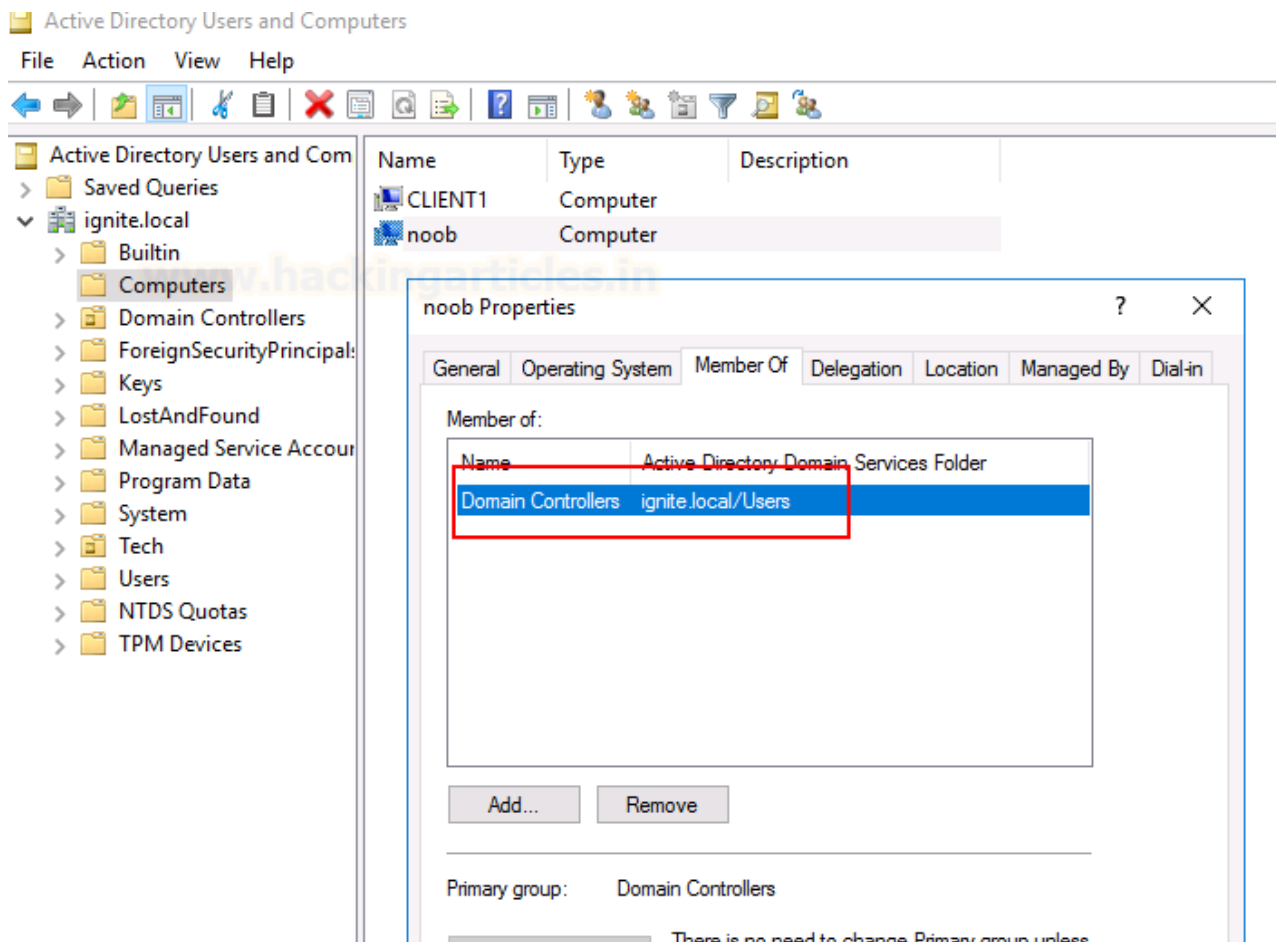 Active Directory Users and Computers
File Action View Help
Active Directory Users and Com
Saved Queries
ignite.local
Builtin
Computers
Domain Controllers
ForeignSecurityPrincipals
Keys
LostAndFound
Managed Service Accour
Program Data
System
Tech
Users
NTDS Quotas
TPM Devices
Name Type Description
CLIENT1 Computer
noob Computer
www.hackingarticles.in
noob Properties ?
General Operating System Member Of Delegation Location Managed By Dial-in
Member of:
Name Active Directory Domain Services Folder
Domain Controllers ignite.local/Users
Add... Remove
Primary group: Domain Controllers
There is no need to change Primary group unless